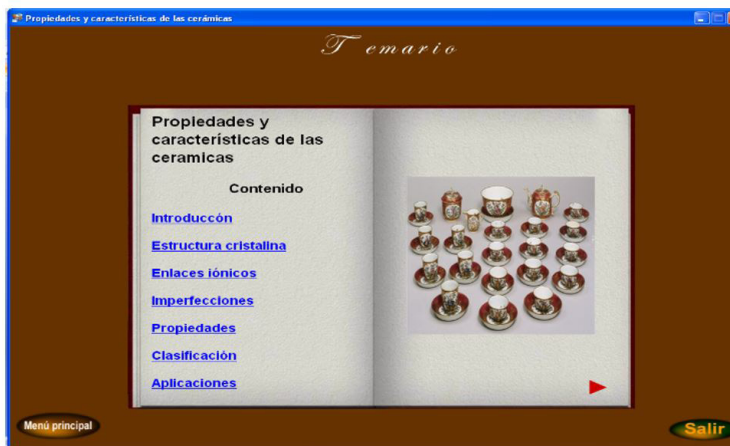 Propiedades y características de las cerámicas
Temario
Propiedades y
características de las
ceramicas
Contenido
Introduccón
Estructura cristalina
Enlaces iónicos
Imperfecciones
Propiedades
Clasificación
Aplicaciones
Menú principal
Salir